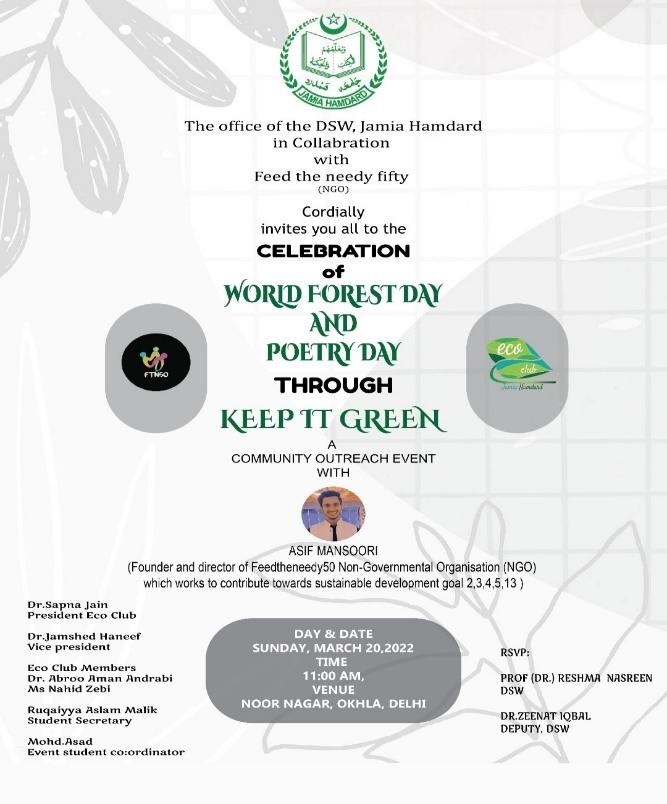 وَيُعَلِّمُهُمُ
الْكِتَابَ وَالْحِكْمَةَ
جامعہ ہمدرد
JAMIA HAMDARD
The office of the DSW, Jamia Hamdard
in Collabration
with
Feed the needy fifty
(NGO)
Cordially
invites you all to the
CELEBRATION
of
WORLD FOREST DAY
AND
POETRY DAY
THROUGH
KEEP IT GREEN
FTN50
eco
club
Jamia Hamdard
A
COMMUNITY OUTREACH EVENT
WITH
ASIF MANSOORI
(Founder and director of Feedtheneedy50 Non-Governmental Organisation (NGO)
which works to contribute towards sustainable development goal 2,3,4,5,13 )
Dr.Sapna Jain
President Eco Club
Dr.Jamshed Haneef
Vice president
Eco Club Members
Dr. Abroo Aman Andrabi
Ms Nahid Zebi
Ruqaiyya Aslam Malik
Student Secretary
Mohd.Asad
Event student co:ordinator
DAY & DATE
SUNDAY, MARCH 20,2022
TIME
11:00 AM,
VENUE
NOOR NAGAR, OKHLA, DELHI
RSVP:
PROF (DR.) RESHMA NASREEN
DSW
DR.ZEENAT IQBAL
DEPUTY, DSW